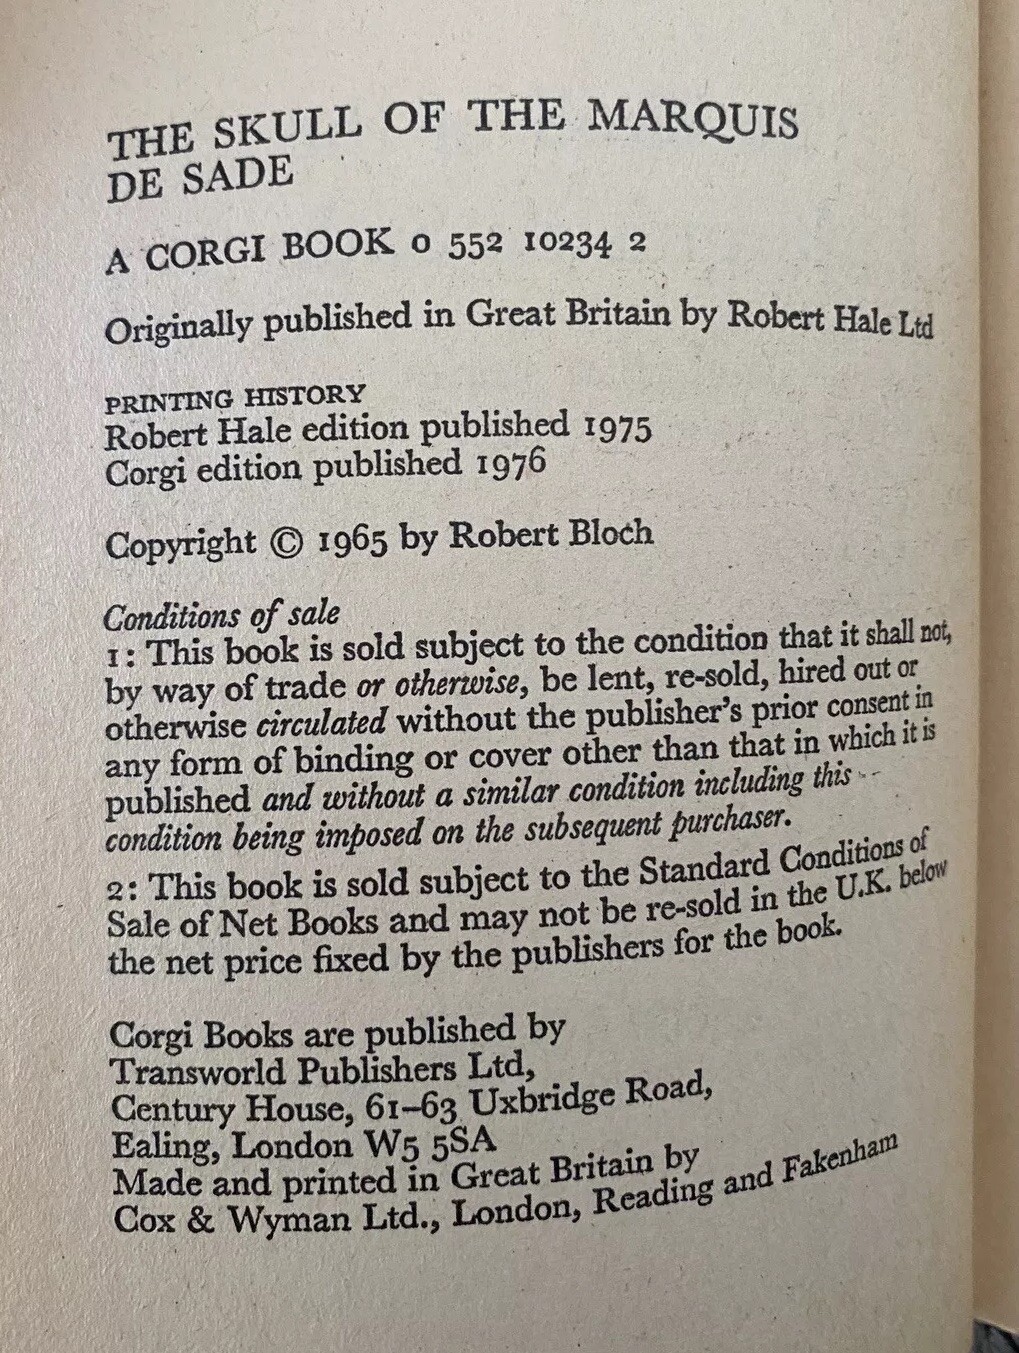 THE SKULL OF THE MARQUIS
DE SADE
A CORGI BOOK 0 552 10234 2
Originally published in Great Britain by Robert Hale Ltd
PRINTING HISTORY
Robert Hale edition published 1975
Corgi edition published 1976
Copyright © 1965 by Robert Bloch
Conditions of sale
1: This book is sold subject to the condition that it shall not,
by way of trade or otherwise, be lent, re-sold, hired out or
otherwise circulated without the publisher's prior consent in
any form of binding or cover other than that in which it is
published and without a similar condition including this
condition being imposed on the subsequent purchaser.
2: This book is sold subject to the Standard Conditions of
Sale of Net Books and may not be re-sold in the U.K. below
the net price fixed by the publishers for the book.
Corgi Books are published by
Transworld Publishers Ltd,
Century House, 61–63 Uxbridge Road,
Ealing, London W5 5SA
Made and printed in Great Britain by
Cox & Wyman Ltd., London, Reading and Fakenham